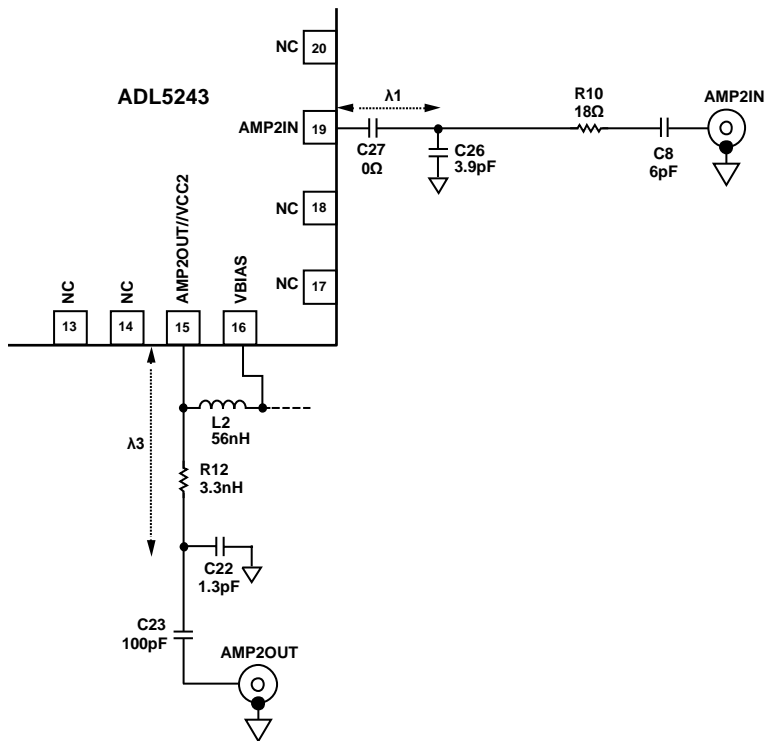 NC
20
ADL5243
λ1
R10
18Ω
AMP2IN
AMP2IN
19
C27
0Ω
C26
3.9pF
C8
6pF
NC
18
AMP2OUT//VCC2
VBIAS
NC
NC
NC
17
13
14
15
16
L2
56nH
λ3
R12
3.3nH
C22
1.3pF
C23
100pF
AMP2OUT